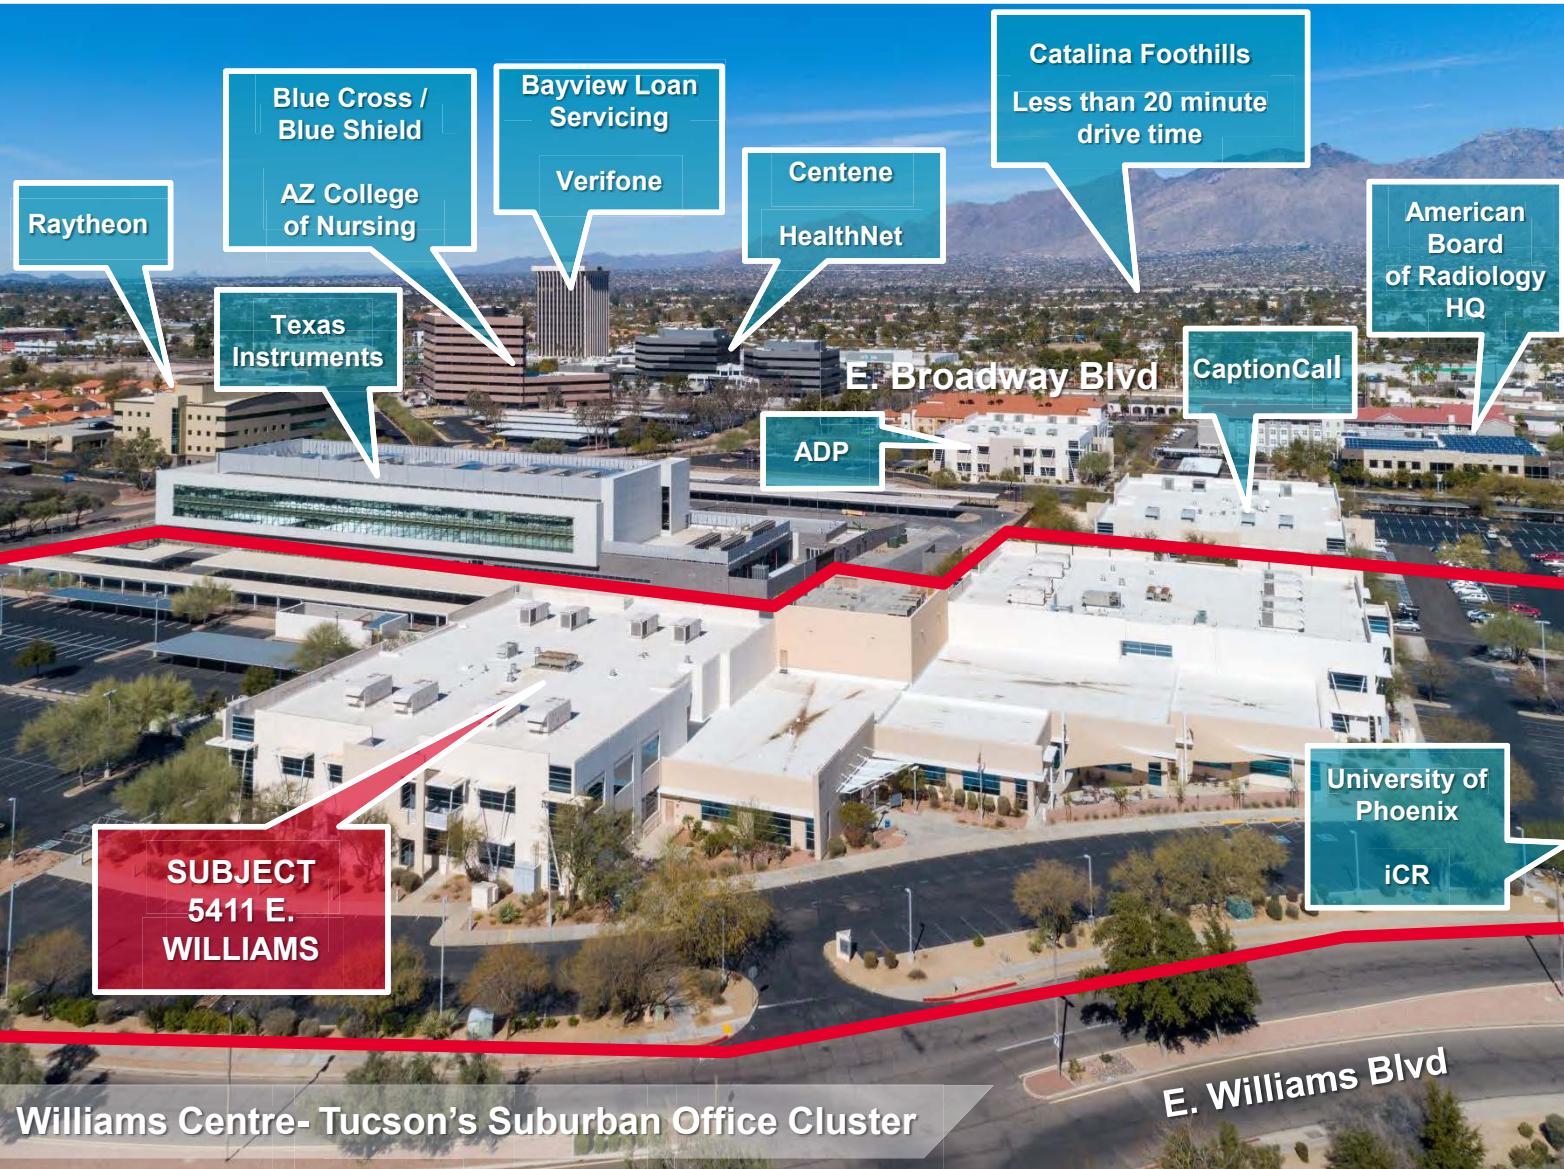 Catalina Foothills
Less than 20 minute
drive time
Blue Cross /
Blue Shield
AZ College
of Nursing
Bayview Loan
Servicing
Verifone
Centene
HealthNet
Raytheon
American
Board
of Radiology
HQ
Texas
Instruments
E. Broadway Blvd
CaptionCall
ADP
University of
Phoenix
iCR
SUBJECT
5411 E.
WILLIAMS
E. Williams Blvd
Williams Centre- Tucson's Suburban Office Cluster